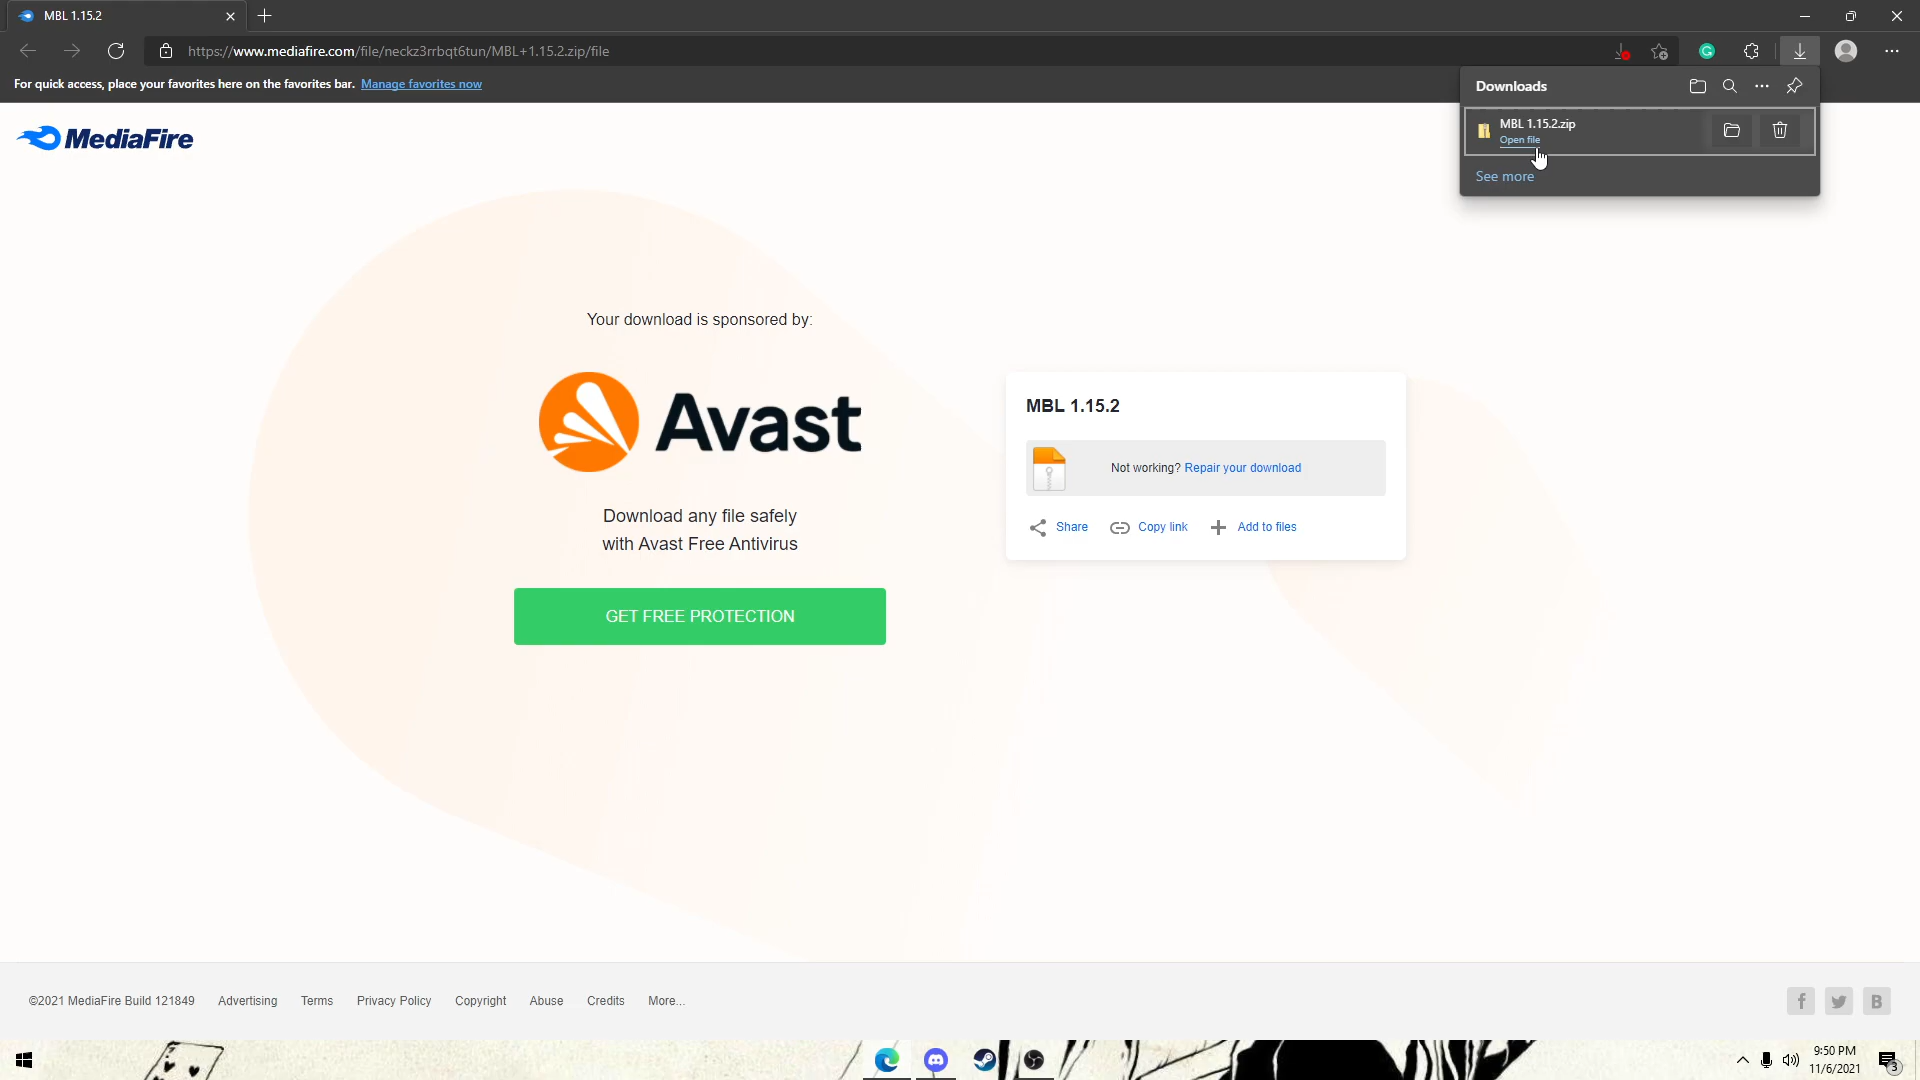 MBL 1.15.2
https://www.mediafire.com/file/neckz3rrbqt6tun/MBL+1.15.2.zip/file
For quick access, place your favorites here on the favorites bar. Manage favorites now
Downloads
MBL 1.15.2.zip
Open file
See more
MediaFire
Your download is sponsored by:
Avast
Download any file safely
with Avast Free Antivirus
GET FREE PROTECTION
MBL 1.15.2
Not working? Repair your download
Share Copy link Add to files
©2021 MediaFire Build 121849 Advertising Terms Privacy Policy Copyright Abuse Credits More...
9:50 PM
11/6/2021
3